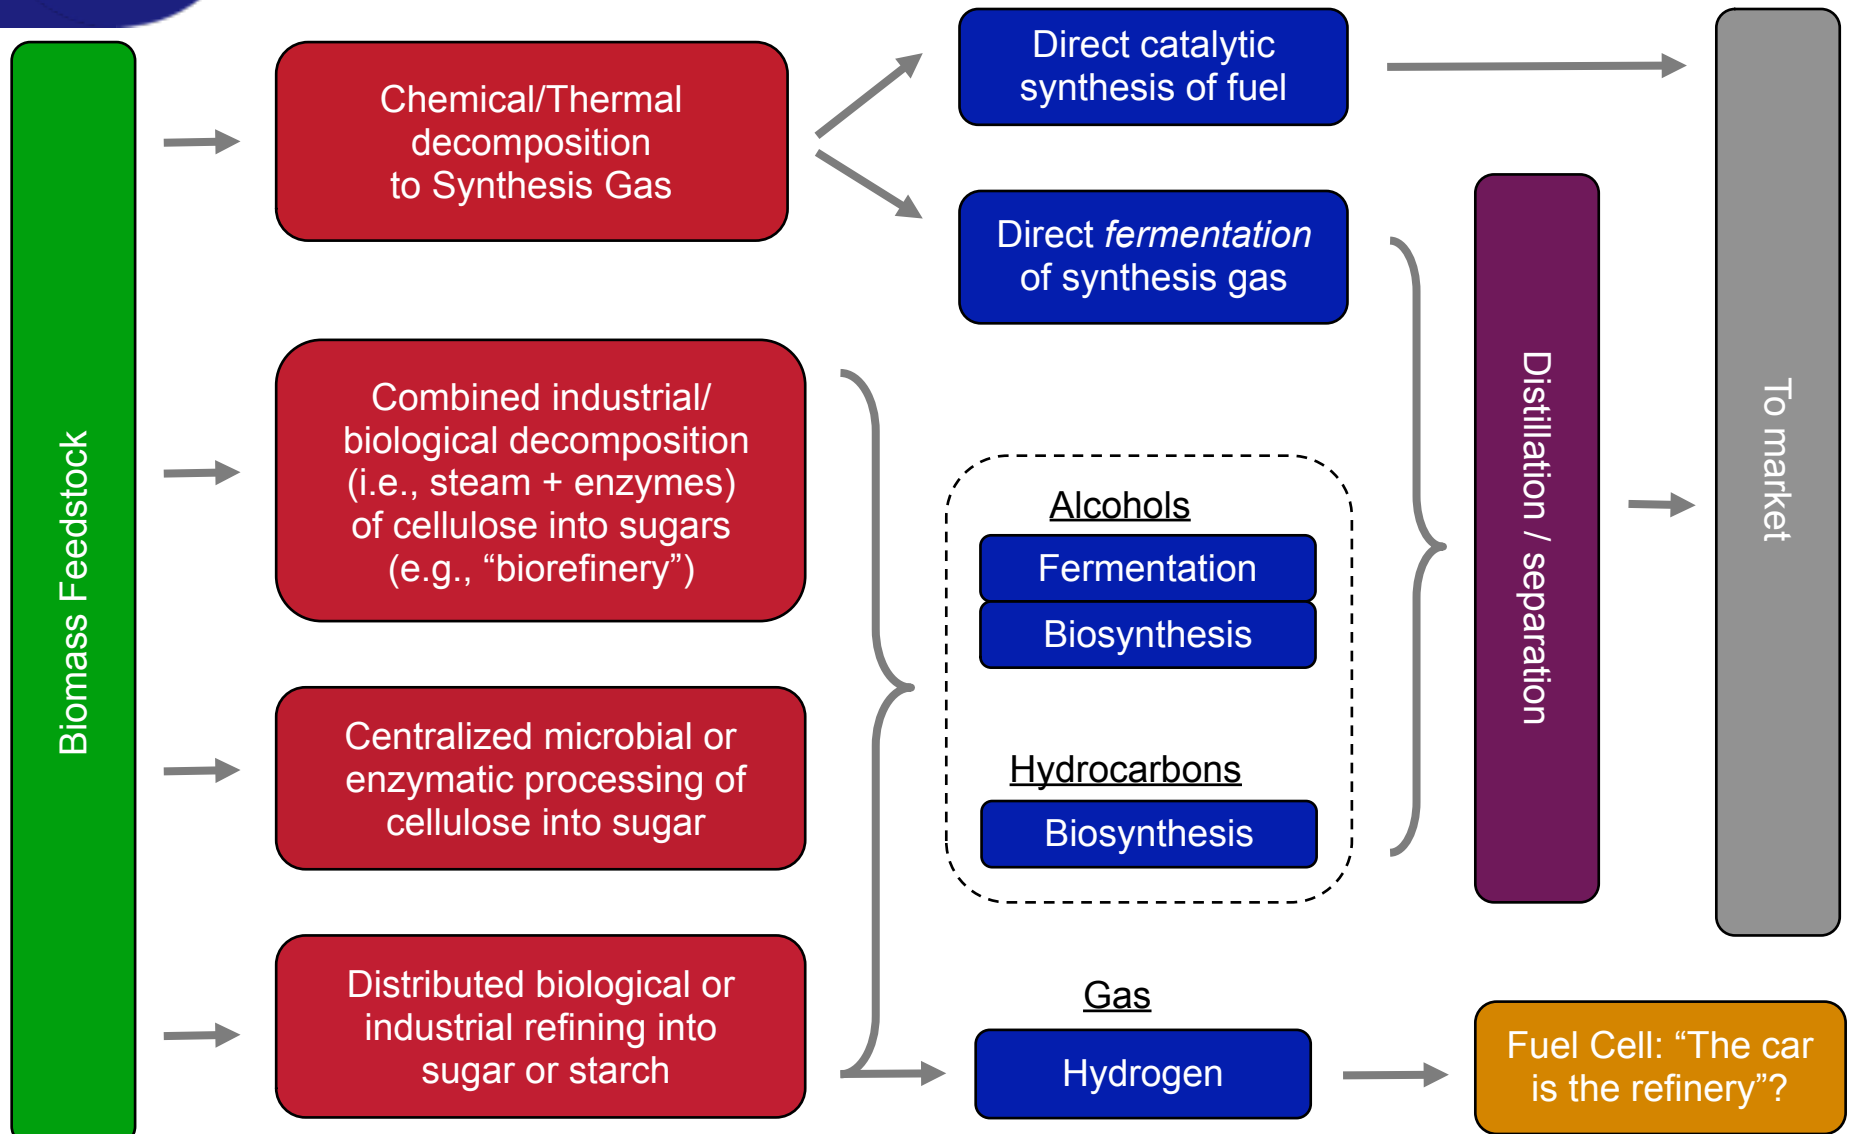 Biomass Feedstock
Chemical/Thermal
decomposition
to Synthesis Gas
Combined industrial/
biological decomposition
(i.e., steam + enzymes)
of cellulose into sugars
(e.g., “biorefinery”)
Centralized microbial or
enzymatic processing of
cellulose into sugar
Distributed biological or
industrial refining into
sugar or starch
Direct catalytic
synthesis of fuel
Direct fermentation
of synthesis gas
Alcohols
Fermentation
Biosynthesis
Hydrocarbons
Biosynthesis
Gas
Hydrogen
Distillation / separation
To market
Fuel Cell: “The car
is the refinery”?